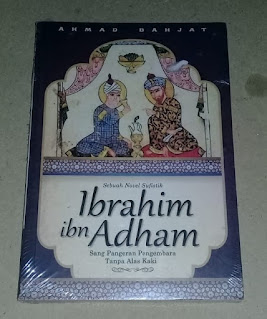 AHMAD BAHJAT
Sebuah Novel Sufistik
Ibrahim
ibn Adham
Sang Pangeran Pengembara
Tanpa Alas Kaki